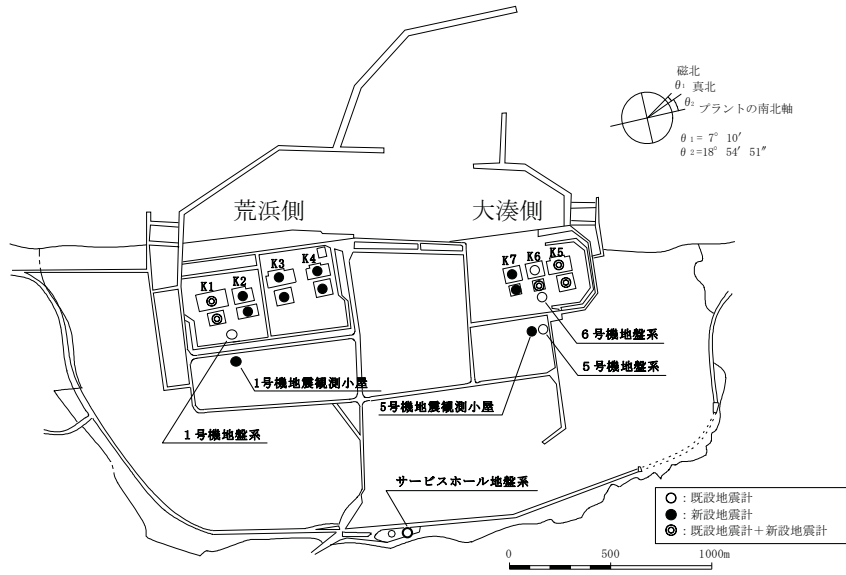 磁北
θ1 真北
θ2 プラントの南北軸
θ1= 7° 10′
θ2=18° 54′ 51″
荒浜側
大湊側
K1
K2
K3
K4
K7
K6
K5
6号機地盤系
5号機地盤系
1号機地震観測小屋
5号機地震観測小屋
1号機地盤系
サービスホール地盤系
○ : 既設地震計
● : 新設地震計
◎ : 既設地震計+新設地震計
0 500 1000m